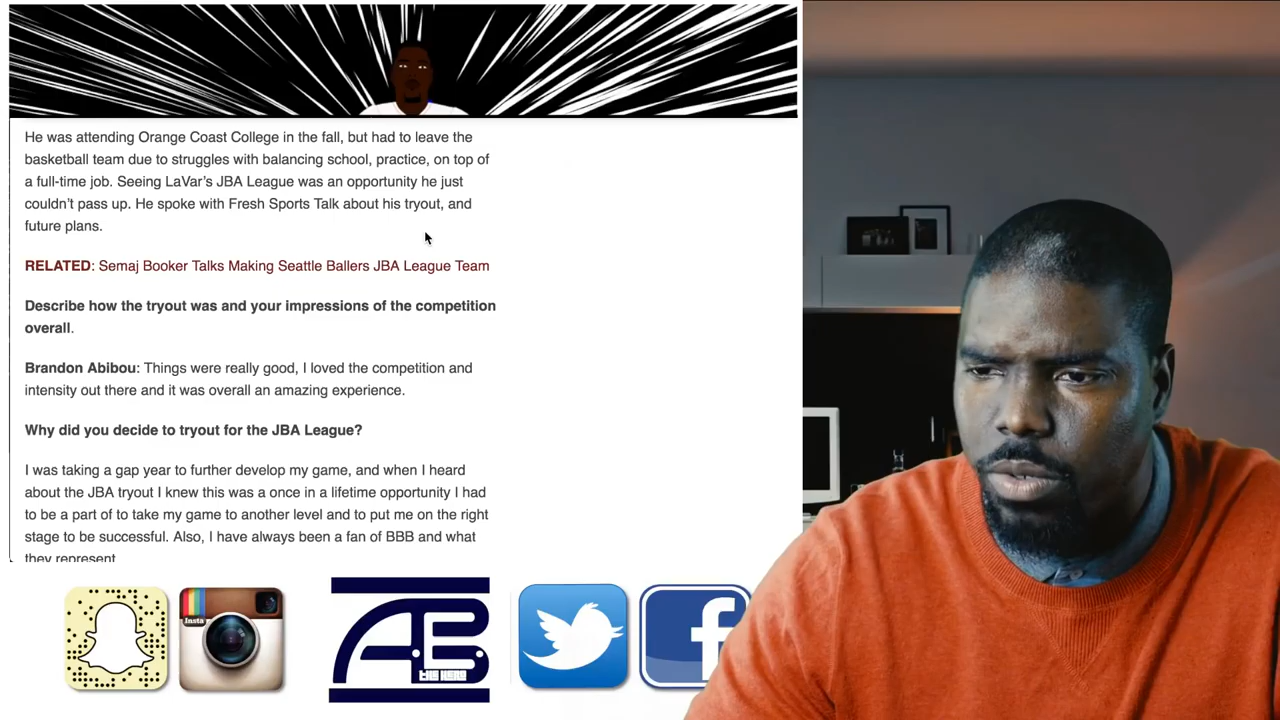 He was attending Orange Coast College in the fall, but had to leave the
basketball team due to struggles with balancing school, practice, on top of
a full-time job. Seeing LaVar’s JBA League was an opportunity he just
couldn’t pass up. He spoke with Fresh Sports Talk about his tryout, and
future plans.
RELATED: Semaj Booker Talks Making Seattle Ballers JBA League Team
Describe how the tryout was and your impressions of the competition
overall.
Brandon Abibou: Things were really good, I loved the competition and
intensity out there and it was overall an amazing experience.
Why did you decide to tryout for the JBA League?
I was taking a gap year to further develop my game, and when I heard
about the JBA tryout I knew this was a once in a lifetime opportunity I had
to be a part of to take my game to another level and to put me on the right
stage to be successful. Also, I have always been a fan of BBB and what
they represent
Insta
AB
f